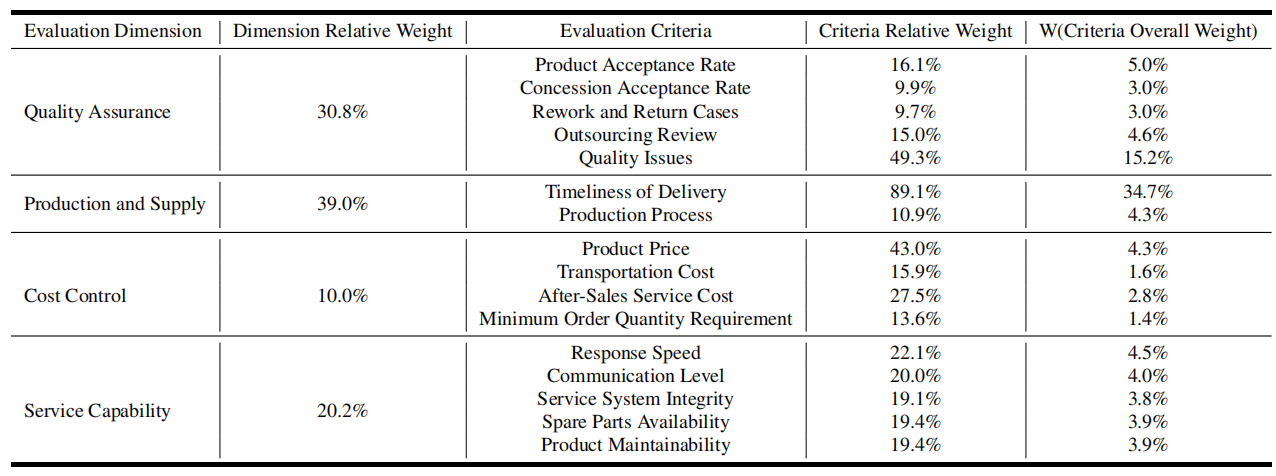 Evaluation Dimension Dimension Relative Weight Evaluation Criteria Criteria Relative Weight W(Criteria Overall Weight)
Product Acceptance Rate 16.1% 5.0%
Concession Acceptance Rate 9.9% 3.0%
Quality Assurance 30.8% Rework and Return Cases 9.7% 3.0%
Outsourcing Review 15.0% 4.6%
Quality Issues 49.3% 15.2%
Timeliness of Delivery 89.1% 34.7%
Production and Supply 39.0%
Production Process 10.9% 4.3%
Product Price 43.0% 4.3%
Transportation Cost 15.9% 1.6%
Cost Control 10.0% After-Sales Service Cost 27.5% 2.8%
Minimum Order Quantity Requirement 13.6% 1.4%
Response Speed 22.1% 4.5%
Communication Level 20.0% 4.0%
Service Capability 20.2% Service System Integrity 19.1% 3.8%
Spare Parts Availability 19.4% 3.9%
Product Maintainability 19.4% 3.9%